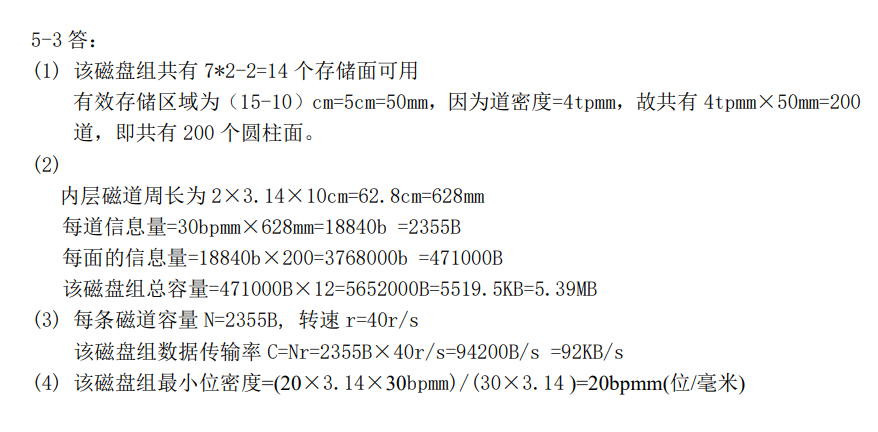 5-3 答：
(1) 该磁盘组共有 7*2-2=14 个存储面可用
有效存储区域为（15-10）cm=5cm=50mm，因为道密度=4tpmm，故共有 4tpmm×50mm=200
道，即共有 200 个圆柱面。
(2)
内层磁道周长为 2×3.14×10cm=62.8cm=628mm
每道信息量=30bpmm×628mm=18840b =2355B
每面的信息量=18840b×200=3768000b =471000B
该磁盘组总容量=471000B×12=5652000B=5519.5KB=5.39MB
(3) 每条磁道容量 N=2355B, 转速 r=40r/s
该磁盘组数据传输率 C=Nr=2355B×40r/s=94200B/s =92KB/s
(4) 该磁盘组最小位密度=(20×3.14×30bpmm)/(30×3.14 )=20bpmm(位/毫米)